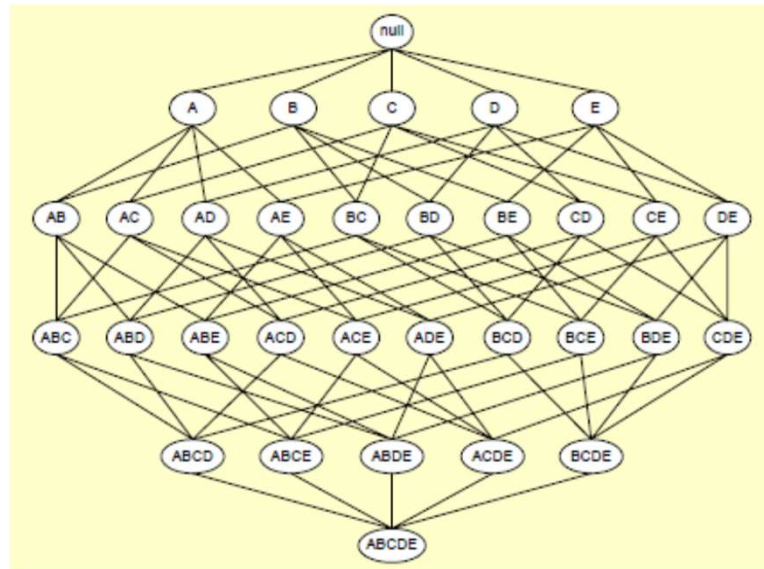 null
A B C D E
AB AC AD AE BC BD BE CD CE DE
ABC ABD ABE ACD ACE ADE BCD BCE BDE CDE
ABCD ABCE ABDE ACDE BCDE
ABCDE